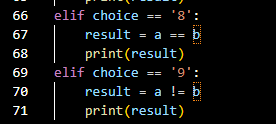 66 elif choice == '8':
67 result = a == b
68 print(result)
69 elif choice == '9':
70 result = a != b
71 print(result)